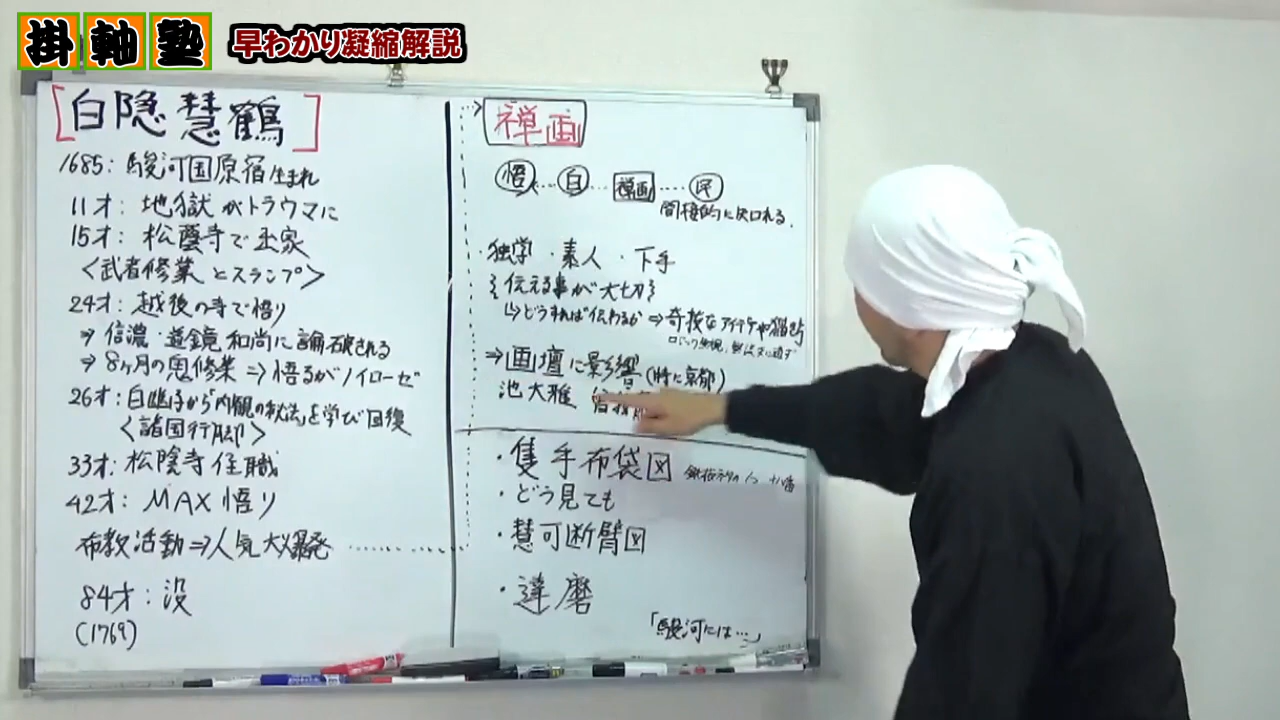 掛軸塾
早わかり凝縮解説
[白隠慧鶴]
1685:駿河国原宿生まれ
11才:地獄がトラウマに
15才:松蔭寺で出家
<武者修業とスランプ>
24才:越後の寺で悟り
⇒信濃・道鏡和尚に論破される
⇒8ヶ月の鬼修業⇒悟るがノイローゼ
26才:白幽子から「内観の秘法」を学び回復
<諸国行脚>
33才:松陰寺住職
42才:MAX悟り
布教活動⇒人気大爆発
84才:没
(1769)
禅画
悟 白 禅画 民
間接的に
・独学・素人・下手
伝える事が大切
↳どうすれば伝わるか⇒奇抜なアイデアや描き方
⇒画壇に影響(特に京都)
池大雅
・隻手布袋図
・どう見ても
・慧可断臂図
・達磨
「駿河には…」